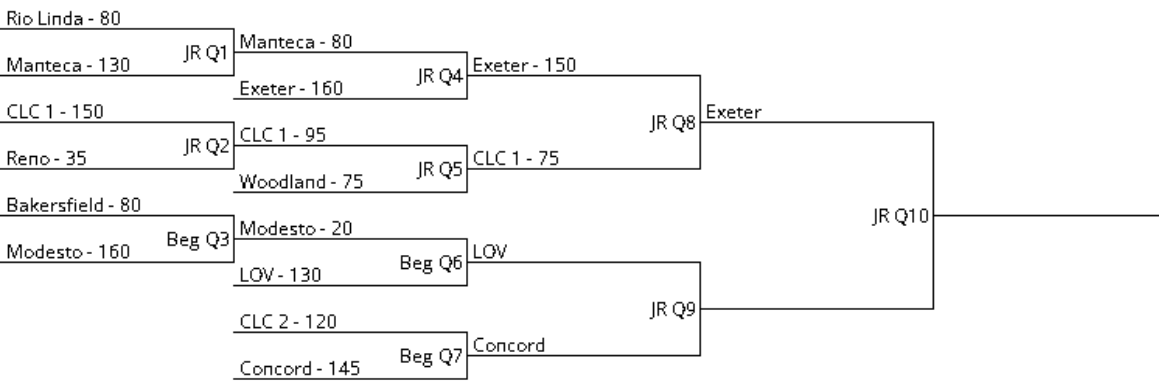 Rio Linda - 80
JR Q1
Manteca - 130
Manteca - 80
JR Q4
Exeter - 160
Exeter - 150
CLC 1 - 150
JR Q2
Reno - 35
CLC 1 - 95
JR Q5
Woodland - 75
CLC 1 - 75
JR Q8
Exeter
Bakersfield - 80
Beg Q3
Modesto - 160
Modesto - 20
Beg Q6
LOV - 130
LOV
CLC 2 - 120
Beg Q7
Concord - 145
Concord
JR Q9
JR Q10